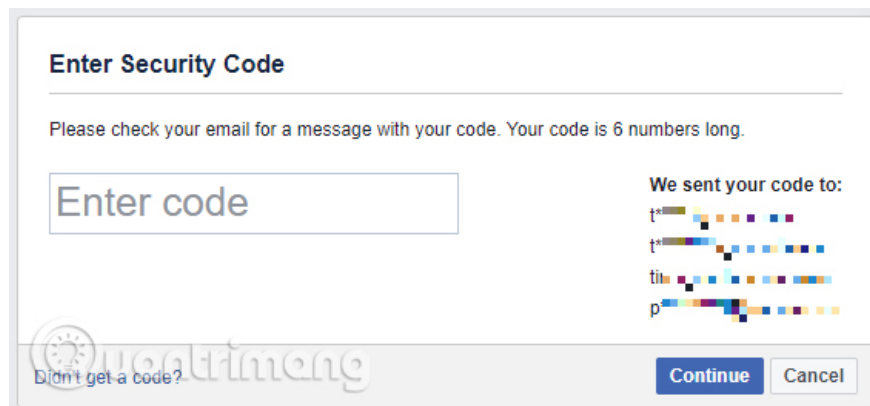 Enter Security Code
Please check your email for a message with your code. Your code is 6 numbers long.
Enter code
We sent your code to:
t*
t*
p*
Quantrimang
Didn't get a code?
Continue
Cancel